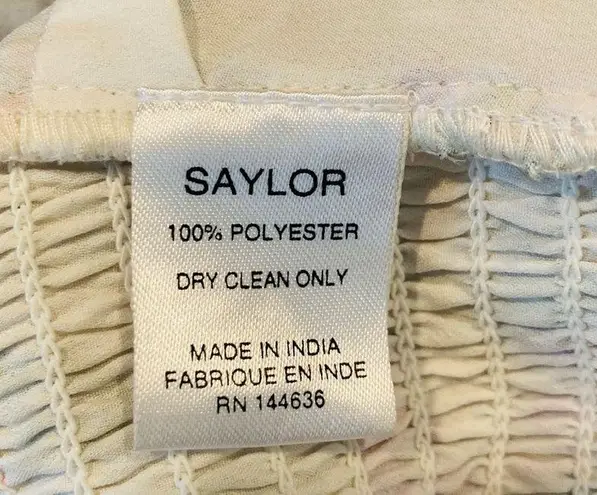 SAYLOR
100% POLYESTER
DRY CLEAN ONLY
MADE IN INDIA
FABRIQUE EN INDE
RN 144636